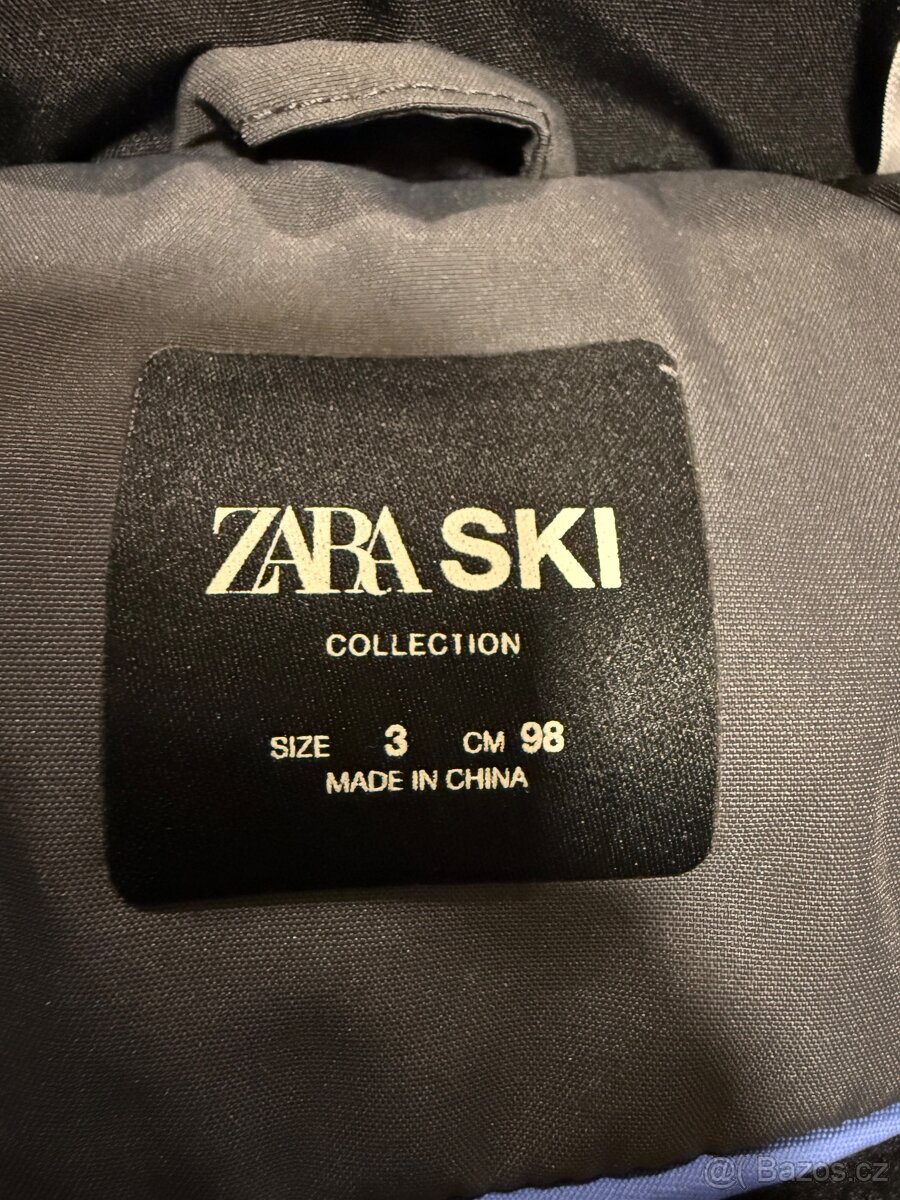 ZARA SKI
COLLECTION
SIZE 3 CM 98
MADE IN CHINA
@( Bazos.cz